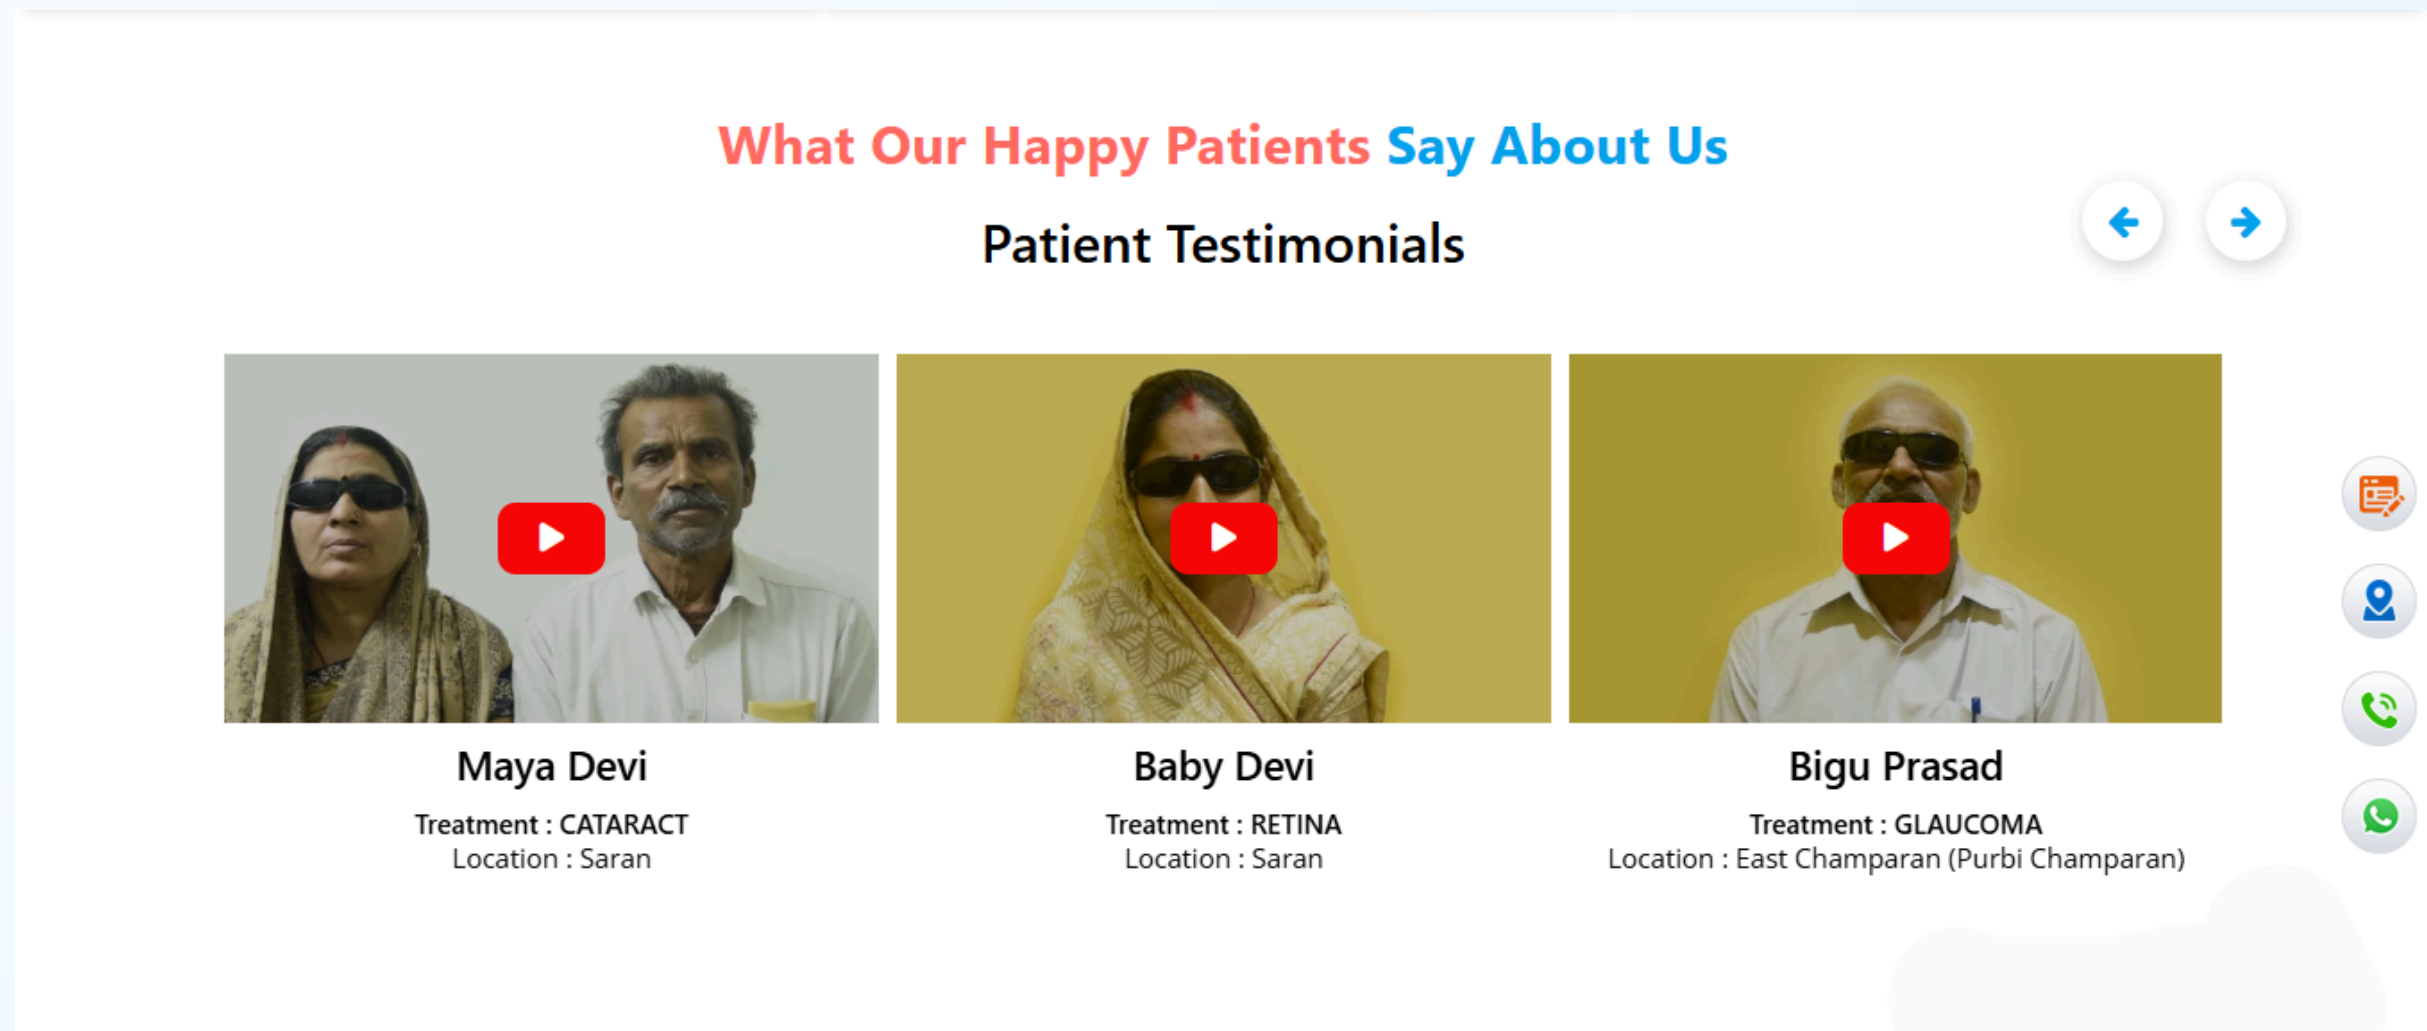 What Our Happy Patients Say About Us
Patient Testimonials
Maya Devi
Treatment : CATARACT
Location : Saran
Baby Devi
Treatment : RETINA
Location : Saran
Bigu Prasad
Treatment : GLAUCOMA
Location : East Champaran (Purbi Champaran)